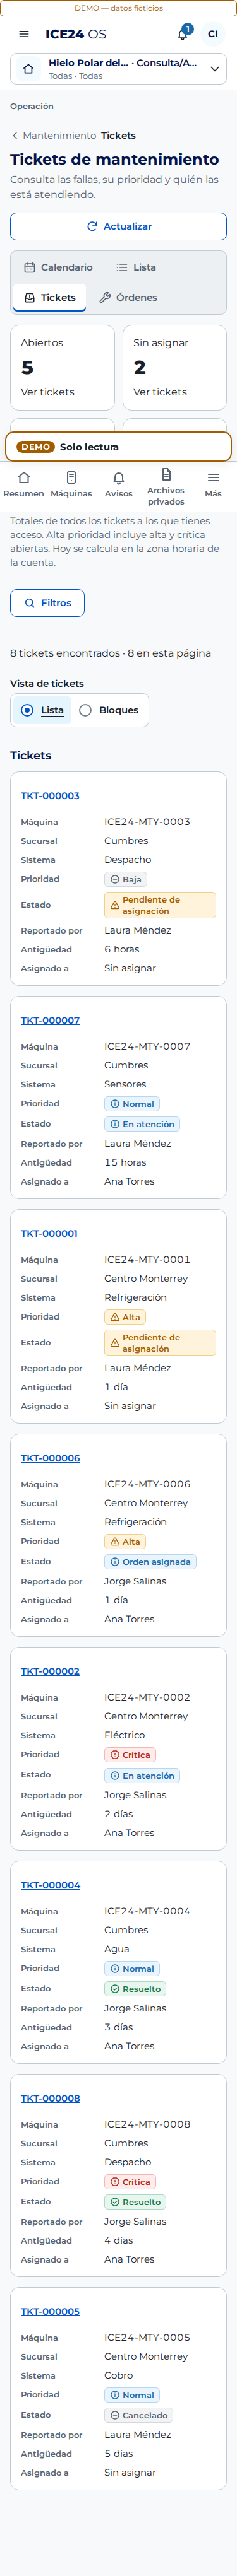 DEMO — datos ficticios
ICE24 OS
1
CI
Hielo Polar del… · Consulta/A…
Todas · Todas
Operación
Mantenimiento Tickets
Tickets de mantenimiento
Consulta las fallas, su prioridad y quién las
está atendiendo.
Actualizar
Calendario Lista
Tickets Órdenes
Abiertos
5
Ver tickets
Sin asignar
2
Ver tickets
DEMO Solo lectura
Resumen
Máquinas
Avisos
Archivos
privados
Más
Todos de todos los tickets a los que tienes
acceso. Alta prioridad incluye alta y crítica
abiertas. Hoy se calcula en la zona horaria de
la cuenta.
Filtros
8 tickets encontrados · 8 en esta página
Vista de tickets
Lista Bloques
Tickets
TKT-000003
Máquina ICE24-MTY-0003
Sucursal Cumbres
Sistema Despacho
Prioridad Baja
Estado Pendiente de
asignación
Reportado por Laura Méndez
Antigüedad 6 horas
Asignado a Sin asignar
TKT-000007
Máquina ICE24-MTY-0007
Sucursal Cumbres
Sistema Sensores
Prioridad Normal
Estado En atención
Reportado por Laura Méndez
Antigüedad 15 horas
Asignado a Ana Torres
TKT-000001
Máquina ICE24-MTY-0001
Sucursal Centro Monterrey
Sistema Refrigeración
Prioridad Alta
Estado Pendiente de
asignación
Reportado por Laura Méndez
Antigüedad 1 día
Asignado a Sin asignar
TKT-000006
Máquina ICE24-MTY-0006
Sucursal Centro Monterrey
Sistema Refrigeración
Prioridad Alta
Estado Orden asignada
Reportado por Jorge Salinas
Antigüedad 1 día
Asignado a Ana Torres
TKT-000002
Máquina ICE24-MTY-0002
Sucursal Centro Monterrey
Sistema Eléctrico
Prioridad Crítica
Estado En atención
Reportado por Jorge Salinas
Antigüedad 2 días
Asignado a Ana Torres
TKT-000004
Máquina ICE24-MTY-0004
Sucursal Cumbres
Sistema Agua
Prioridad Normal
Estado Resuelto
Reportado por Jorge Salinas
Antigüedad 3 días
Asignado a Ana Torres
TKT-000008
Máquina ICE24-MTY-0008
Sucursal Cumbres
Sistema Despacho
Prioridad Crítica
Estado Resuelto
Reportado por Jorge Salinas
Antigüedad 4 días
Asignado a Ana Torres
TKT-000005
Máquina ICE24-MTY-0005
Sucursal Centro Monterrey
Sistema Cobro
Prioridad Normal
Estado Cancelado
Reportado por Laura Méndez
Antigüedad 5 días
Asignado a Sin asignar